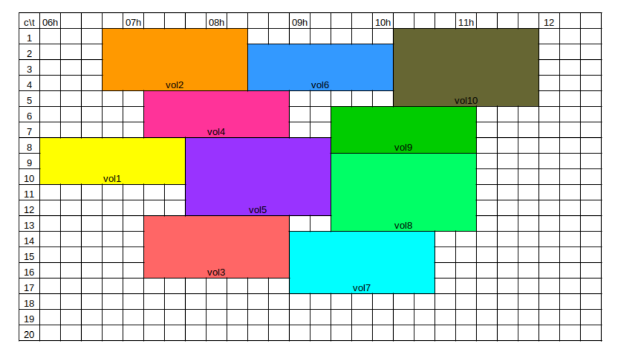 c\t 06h 07h 08h 09h 10h 11h 12
1
2
3
4 vol2 vol6
5 vol10
6
7 vol4
8 vol9
9
10 vol1
11
12 vol5
13 vol8
14
15
16 vol3
17 vol7
18
19
20